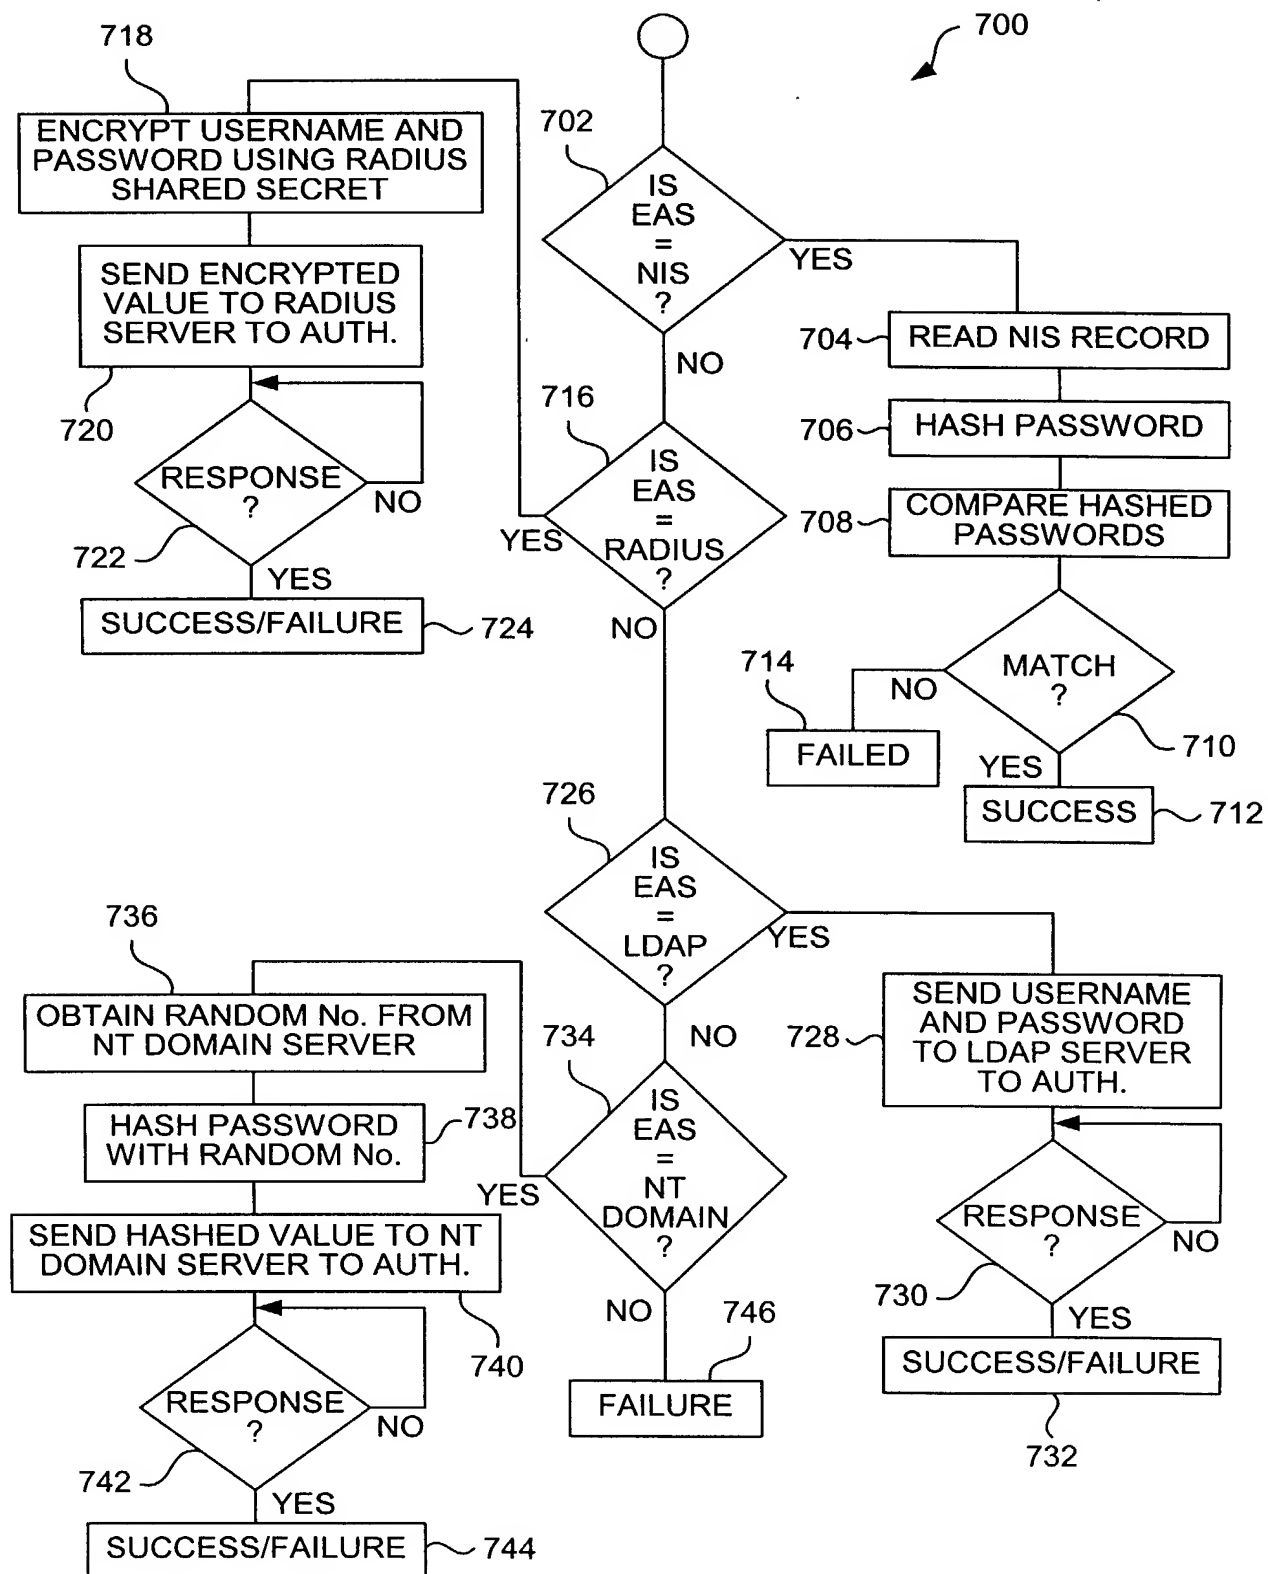 700
718
ENCRYPT USERNAME AND
PASSWORD USING RADIUS
SHARED SECRET
SEND ENCRYPTED
VALUE TO RADIUS
SERVER TO AUTH.
720
RESPONSE
?
NO
722
YES
SUCCESS/FAILURE
724
702
IS
EAS
=
NIS
?
YES
NO
704
READ NIS RECORD
706
HASH PASSWORD
708
COMPARE HASHED
PASSWORDS
MATCH
?
710
NO
714
FAILED
YES
SUCCESS
712
716
IS
EAS
=
RADIUS
?
YES
NO
726
IS
EAS
=
LDAP
?
YES
NO
728
SEND USERNAME
AND PASSWORD
TO LDAP SERVER
TO AUTH.
RESPONSE
?
NO
730
YES
SUCCESS/FAILURE
732
734
IS
EAS
=
NT
DOMAIN
?
YES
NO
746
FAILURE
736
OBTAIN RANDOM No. FROM
NT DOMAIN SERVER
HASH PASSWORD
WITH RANDOM No.
738
SEND HASHED VALUE TO NT
DOMAIN SERVER TO AUTH.
740
RESPONSE
?
NO
742
YES
SUCCESS/FAILURE
744